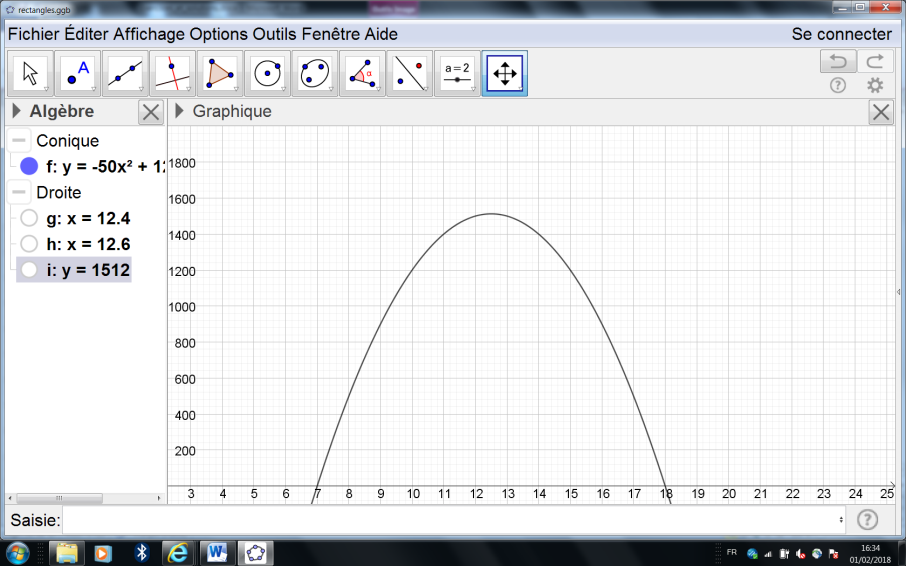 rectangles.ggb
Fichier Éditer Affichage Options Outils Fenêtre Aide Se connecter
A
α
a=2
Algèbre
Graphique
Conique
f: y = -50x² + 12
Droite
g: x = 12.4
h: x = 12.6
i: y = 1512
1800
1600
1400
1200
1000
800
600
400
200
3 4 5 6 7 8 9 10 11 12 13 14 15 16 17 18 19 20 21 22 23 24 25
Saisie:
FR
16:34
01/02/2018